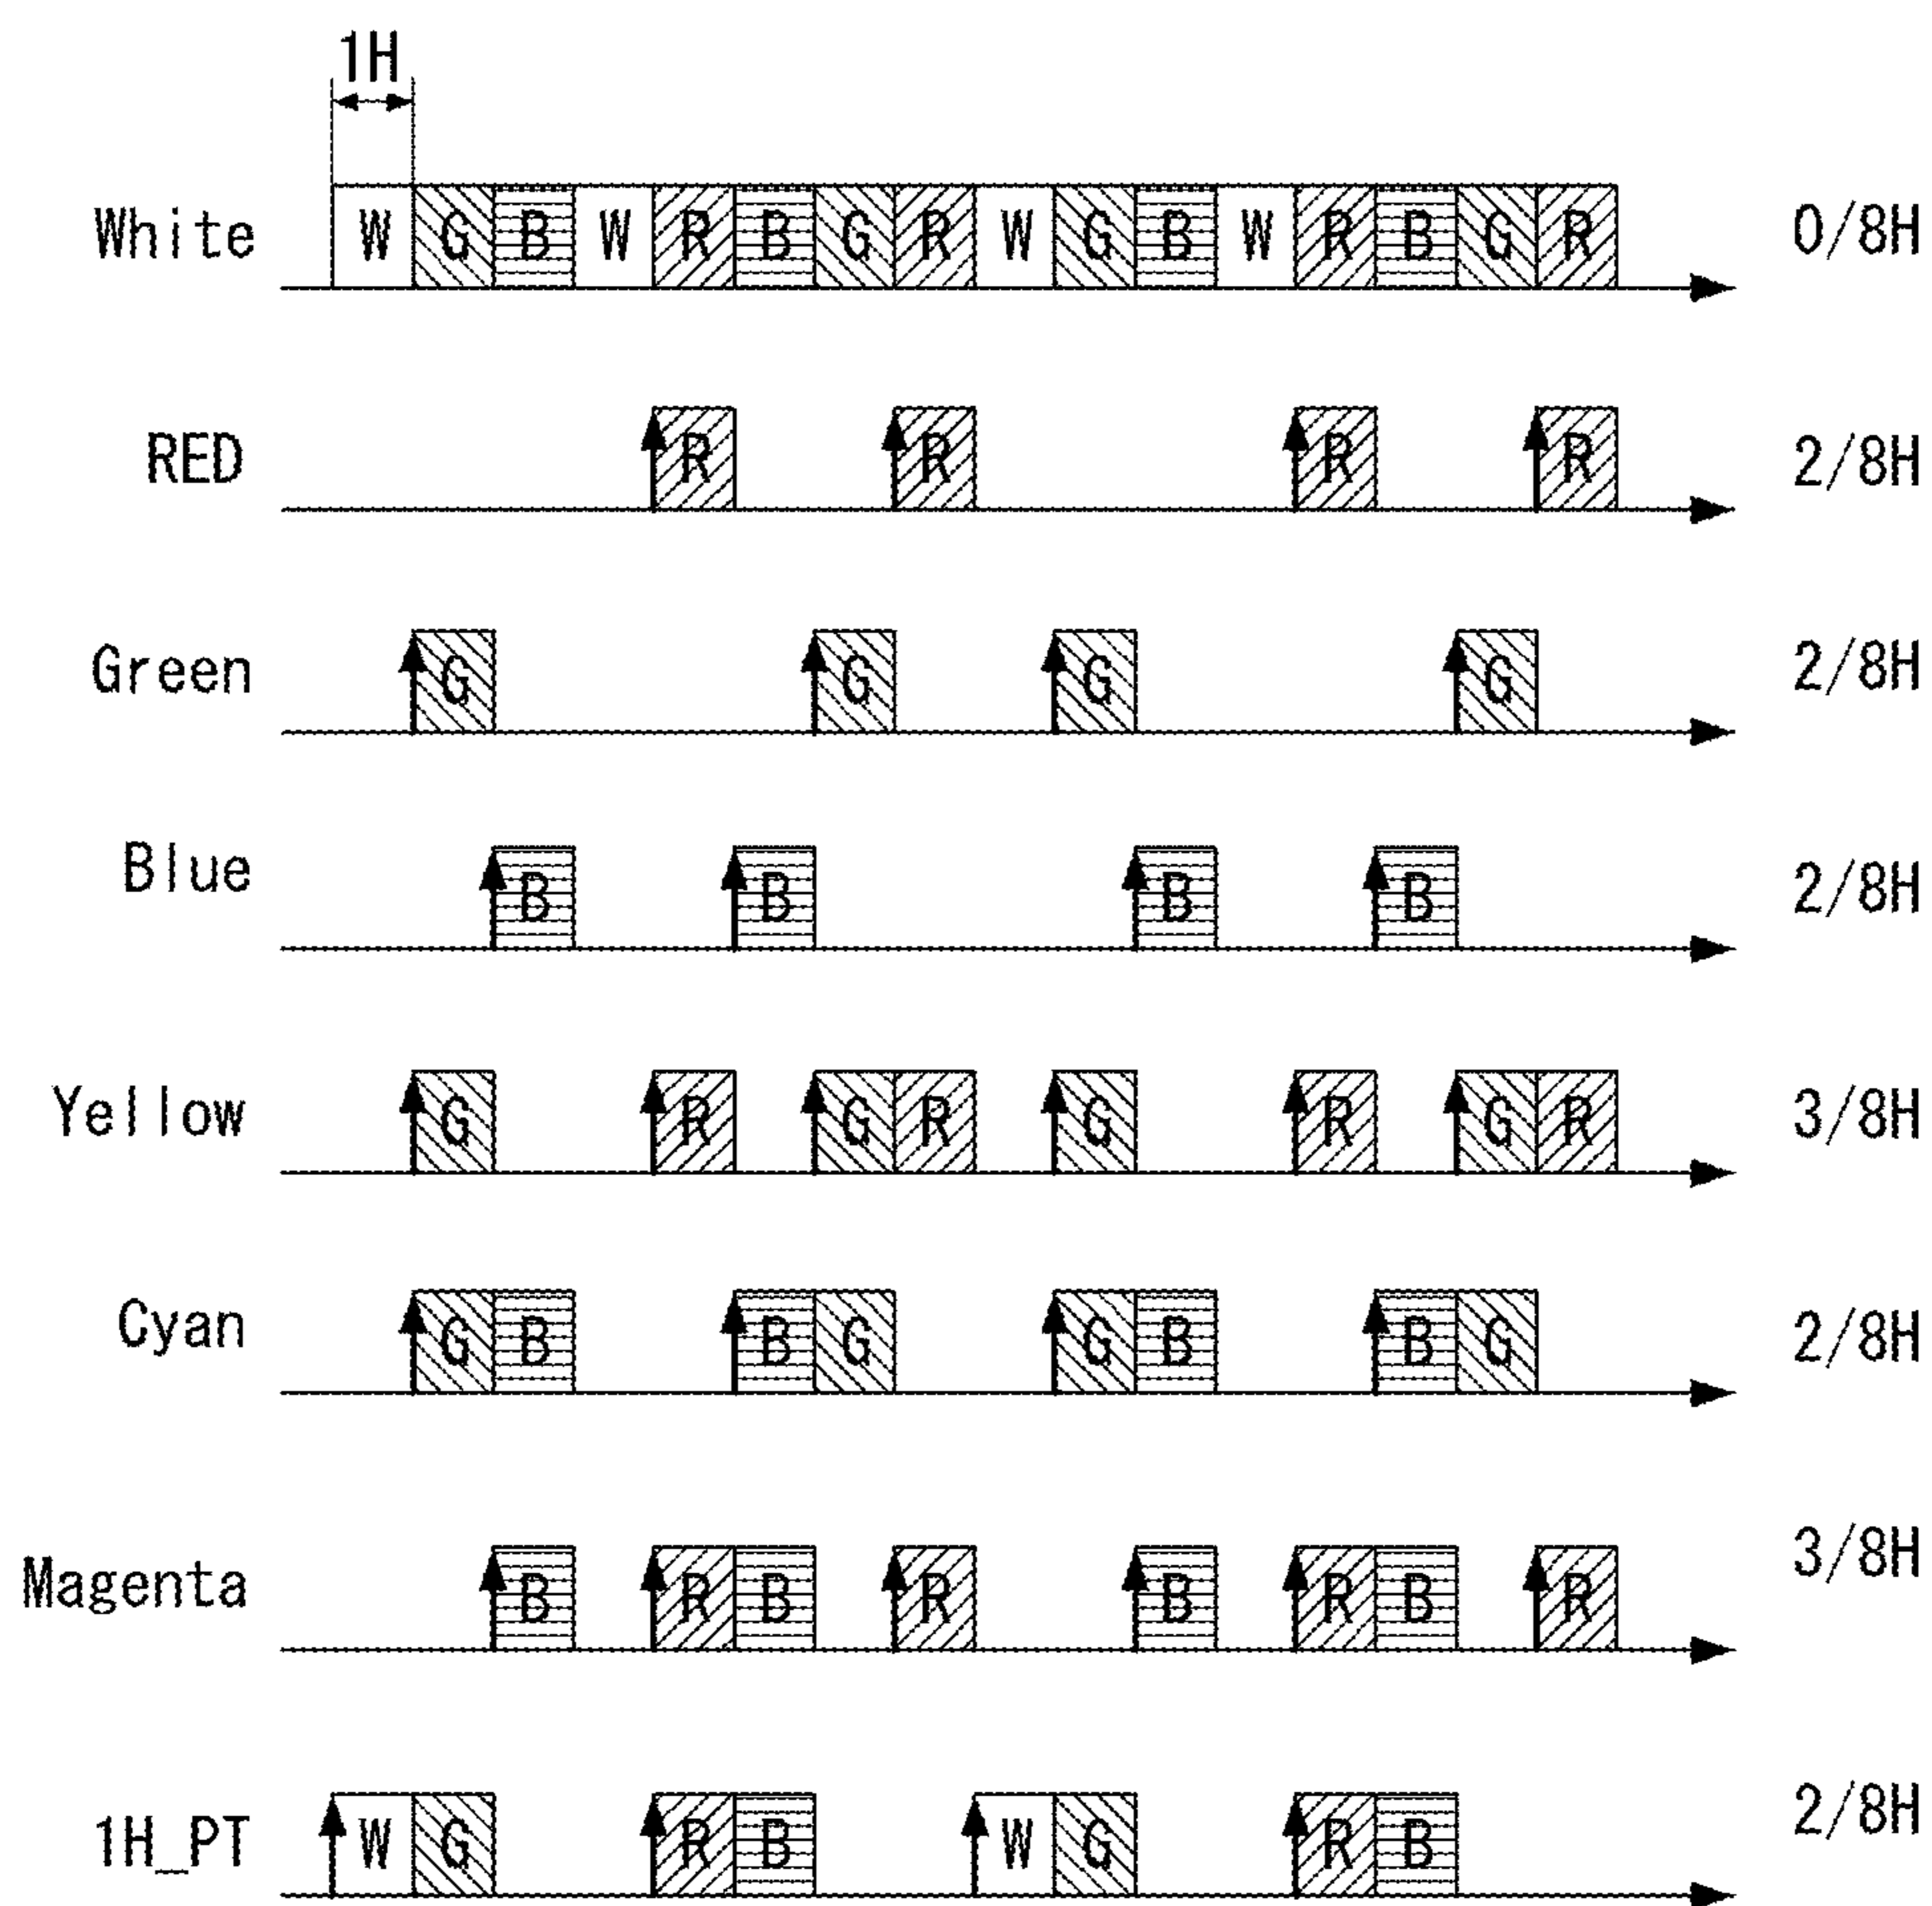 1H
White W G B W R B G R W G B W R B G R 0/8H
RED R R R R 2/8H
Green G G G G 2/8H
Blue B B B B 2/8H
Yellow G R G R G R G R 3/8H
Cyan G B B G G B B G 2/8H
Magenta B R B R B R B R 3/8H
1H_PT W G R B W G R B 2/8H